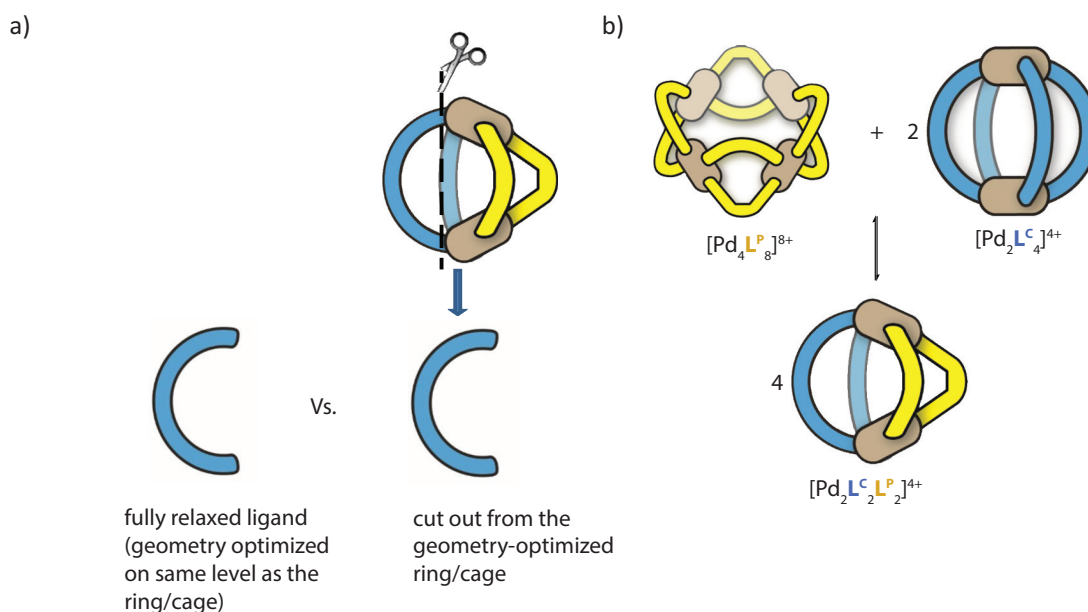 a)
Vs.
fully relaxed ligand
(geometry optimized
on same level as the
ring/cage)
cut out from the
geometry-optimized
ring/cage
b)
+ 2
[Pd₄Lᴾ₈]⁸⁺
[Pd₂Lᶜ₄]⁴⁺
4
[Pd₂Lᶜ₂Lᴾ₂]⁴⁺